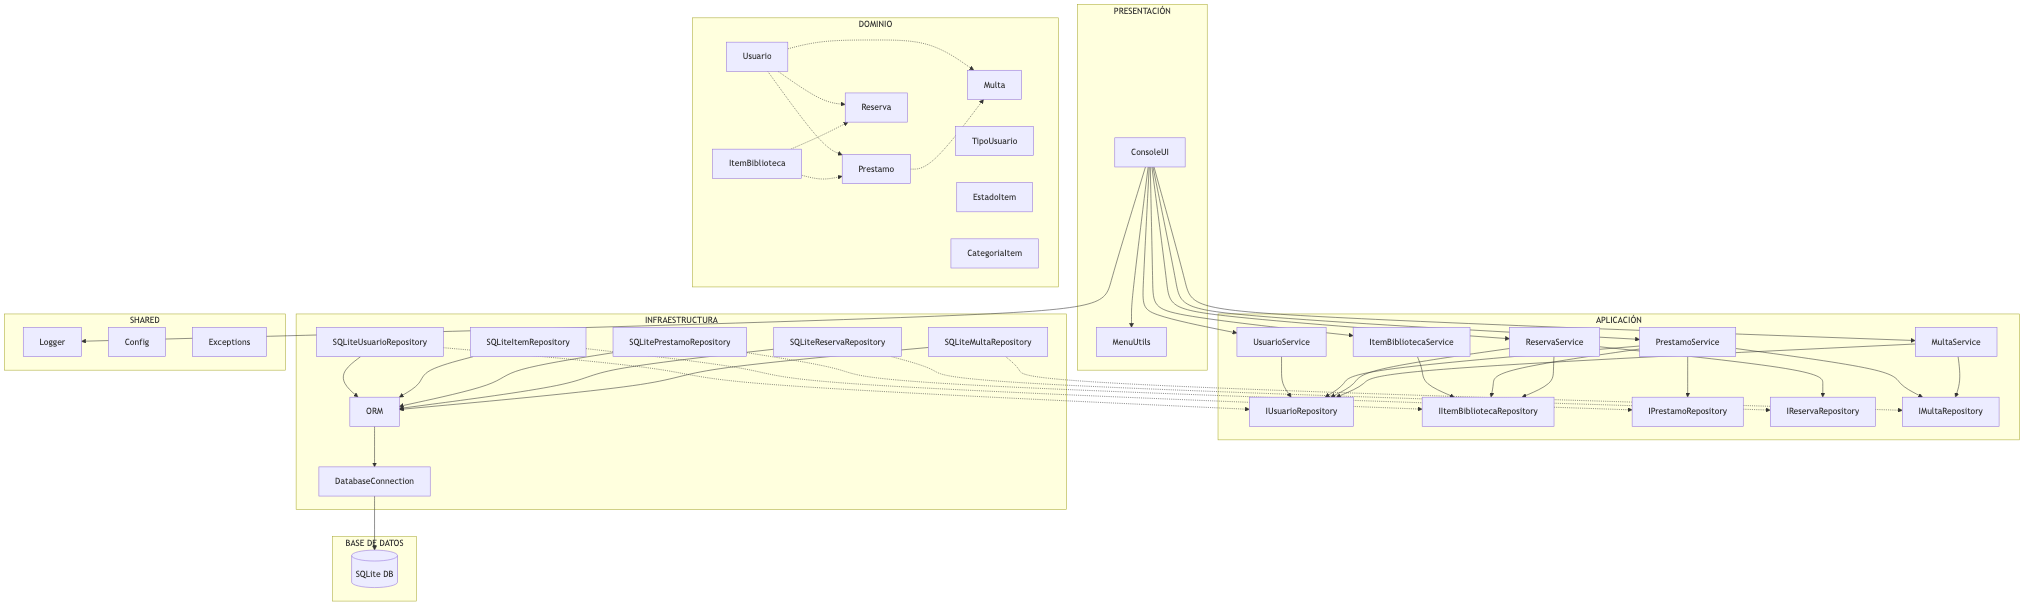 PRESENTACIÓN
ConsoleUI
MenuUtils
DOMINIO
Usuario
Multa
Reserva
TipoUsuario
ItemBiblioteca
Prestamo
EstadoItem
CategoriaItem
SHARED
Logger
Config
Exceptions
INFRAESTRUCTURA
SQLiteUsuarioRepository
SQLiteItemRepository
SQLitePrestamoRepository
SQLiteReservaRepository
SQLiteMultaRepository
ORM
DatabaseConnection
APLICACIÓN
UsuarioService
ItemBibliotecaService
ReservaService
PrestamoService
MultaService
IUsuarioRepository
IItemBibliotecaRepository
IPrestamoRepository
IReservaRepository
IMultaRepository
BASE DE DATOS
SQLite DB